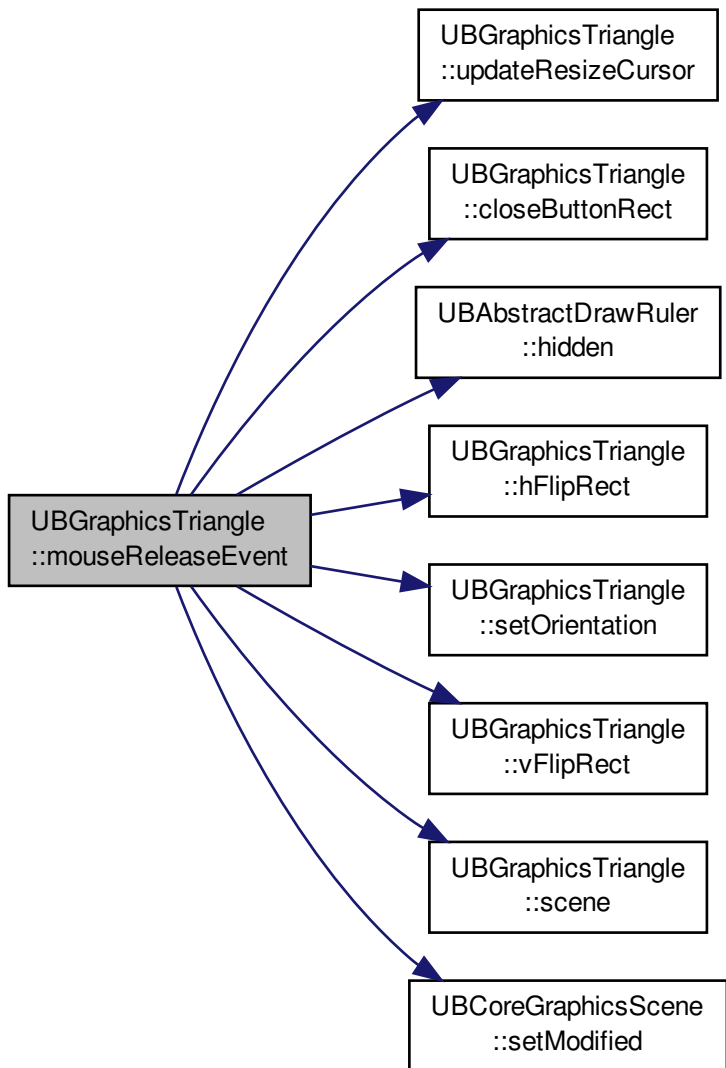 UBGraphicsTriangle
::updateResizeCursor
UBGraphicsTriangle
::closeButtonRect
UBAbstractDrawRuler
::hidden
UBGraphicsTriangle
::hFlipRect
UBGraphicsTriangle
::mouseReleaseEvent
UBGraphicsTriangle
::setOrientation
UBGraphicsTriangle
::vFlipRect
UBGraphicsTriangle
::scene
UBCoreGraphicsScene
::setModified